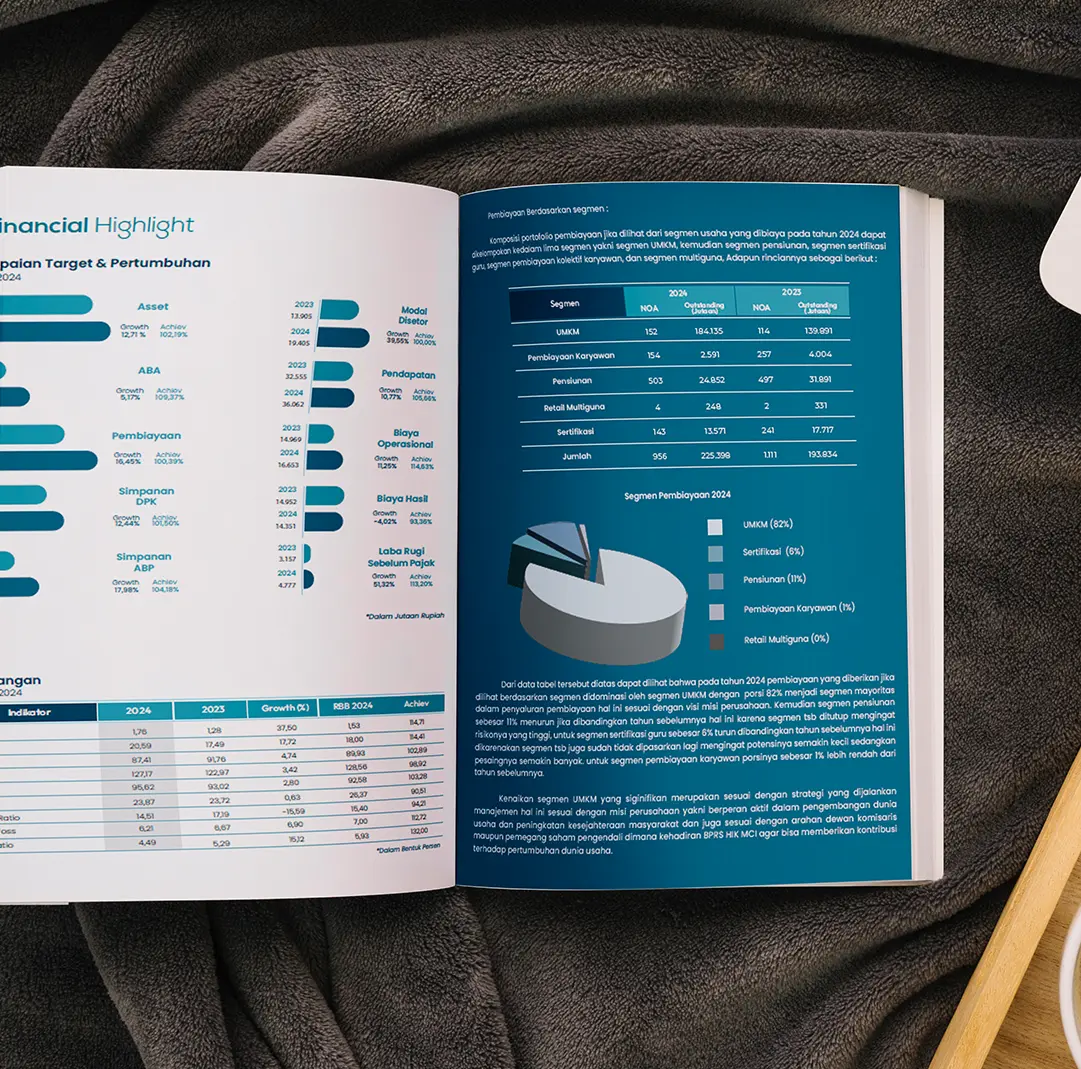 inancial Highlight
paian Target & Pertumbuhan
2024
Asset
Growth Achiev
12,71 % 102,19%
ABA
Growth Achiev
5,17% 109,37%
Pembiayaan
Growth Achiev
16,45% 100,39%
Simpanan
DPK
Growth Achiev
12,44% 101,50%
Simpanan
ABP
Growth Achiev
17,98% 104,18%
2023
13.905
2024
19.405
Modal
Disetor
Growth Achiev
39,55% 100,00%
2023
32.555
2024
36.062
Pendapatan
Growth Achiev
10,77% 105,66%
2023
14.969
2024
16.653
Biaya
Operasional
Growth Achiev
11,25% 114,53%
2023
14.952
2024
14.351
Biaya Hasil
Growth Achiev
-4,02% 93,36%
2023
3.157
2024
4.777
Laba Rugi
Sebelum Pajak
Growth Achiev
51,32% 113,20%
*Dalam Jutaan Rupiah
angan
2024
Indikator 2024 2023 Growth (%) RBB 2024 Achiev
1,76 1,28 37,50 1,53 114,71
20,59 17,49 17,72 18,00 114,41
87,41 91,76 4,74 89,93 102,89
127,17 122,97 3,42 128,56 98,92
95,62 93,02 2,80 92,58 103,28
23,87 23,72 0,63 26,37 90,51
Ratio 14,51 17,19 -15,59 15,40 94,21
ross 6,21 6,67 6,90 7,00 112,72
atio 4,49 5,29 15,12 5,93 132,00
*Dalam Bentuk Persen
Pembiayaan Berdasarkan segmen :
Komposisi portofolio pembiayaan jika dilihat dari segmen usaha yang dibiaya pada tahun 2024 dapat
dikelompokan kedalam lima segmen yakni segmen UMKM, kemudian segmen pensiunan, segmen sertifikasi
guru, segmen pembiayaan kolektif karyawan, dan segmen multiguna, Adapun rinciannya sebagai berikut :
Segmen 2024 2023
NOA Outstanding (Jutaan) NOA Outstanding (Jutaan)
UMKM 152 184.135 114 139.891
Pembiayaan Karyawan 154 2.591 257 4.004
Pensiunan 503 24.852 497 31.891
Retail Multiguna 4 248 2 331
Sertifikasi 143 13.571 241 17.717
Jumlah 956 225.398 1.111 193.834
Segmen Pembiayaan 2024
UMKM (82%)
Sertifikasi (6%)
Pensiunan (11%)
Pembiayaan Karyawan (1%)
Retail Multiguna (0%)
Dari data tabel tersebut diatas dapat dilihat bahwa pada tahun 2024 pembiayaan yang diberikan jika
dilihat berdasarkan segmen didominasi oleh segmen UMKM dengan porsi 82% menjadi segmen mayoritas
dalam penyaluran pembiayaan hal ini sesuai dengan visi misi perusahaan. Kemudian segmen pensiunan
sebesar 11% menurun jika dibandingkan tahun sebelumnya hal ini karena segmen tsb ditutup mengingat
risikonya yang tinggi, untuk segmen sertifikasi guru sebesar 6% turun dibandingkan tahun sebelumnya hal ini
dikarenakan segmen tsb juga sudah tidak dipasarkan lagi mengingat potensinya semakin kecil sedangkan
pesaingnya semakin banyak. untuk segmen pembiayaan karyawan porsinya sebesar 1% lebih rendah dari
tahun sebelumnya.
Kenaikan segmen UMKM yang siginifikan merupakan sesuai dengan strategi yang dijalankan
manajemen hal ini sesuai dengan misi perusahaan yakni berperan aktif dalam pengembangan dunia
usaha dan peningkatan kesejahteraan masyarakat dan juga sesuai dengan arahan dewan komisaris
maupun pemegang saham pengendali dimana kehadiran BPRS HIK MCI agar bisa memberikan kontribusi
terhadap pertumbuhan dunia usaha.